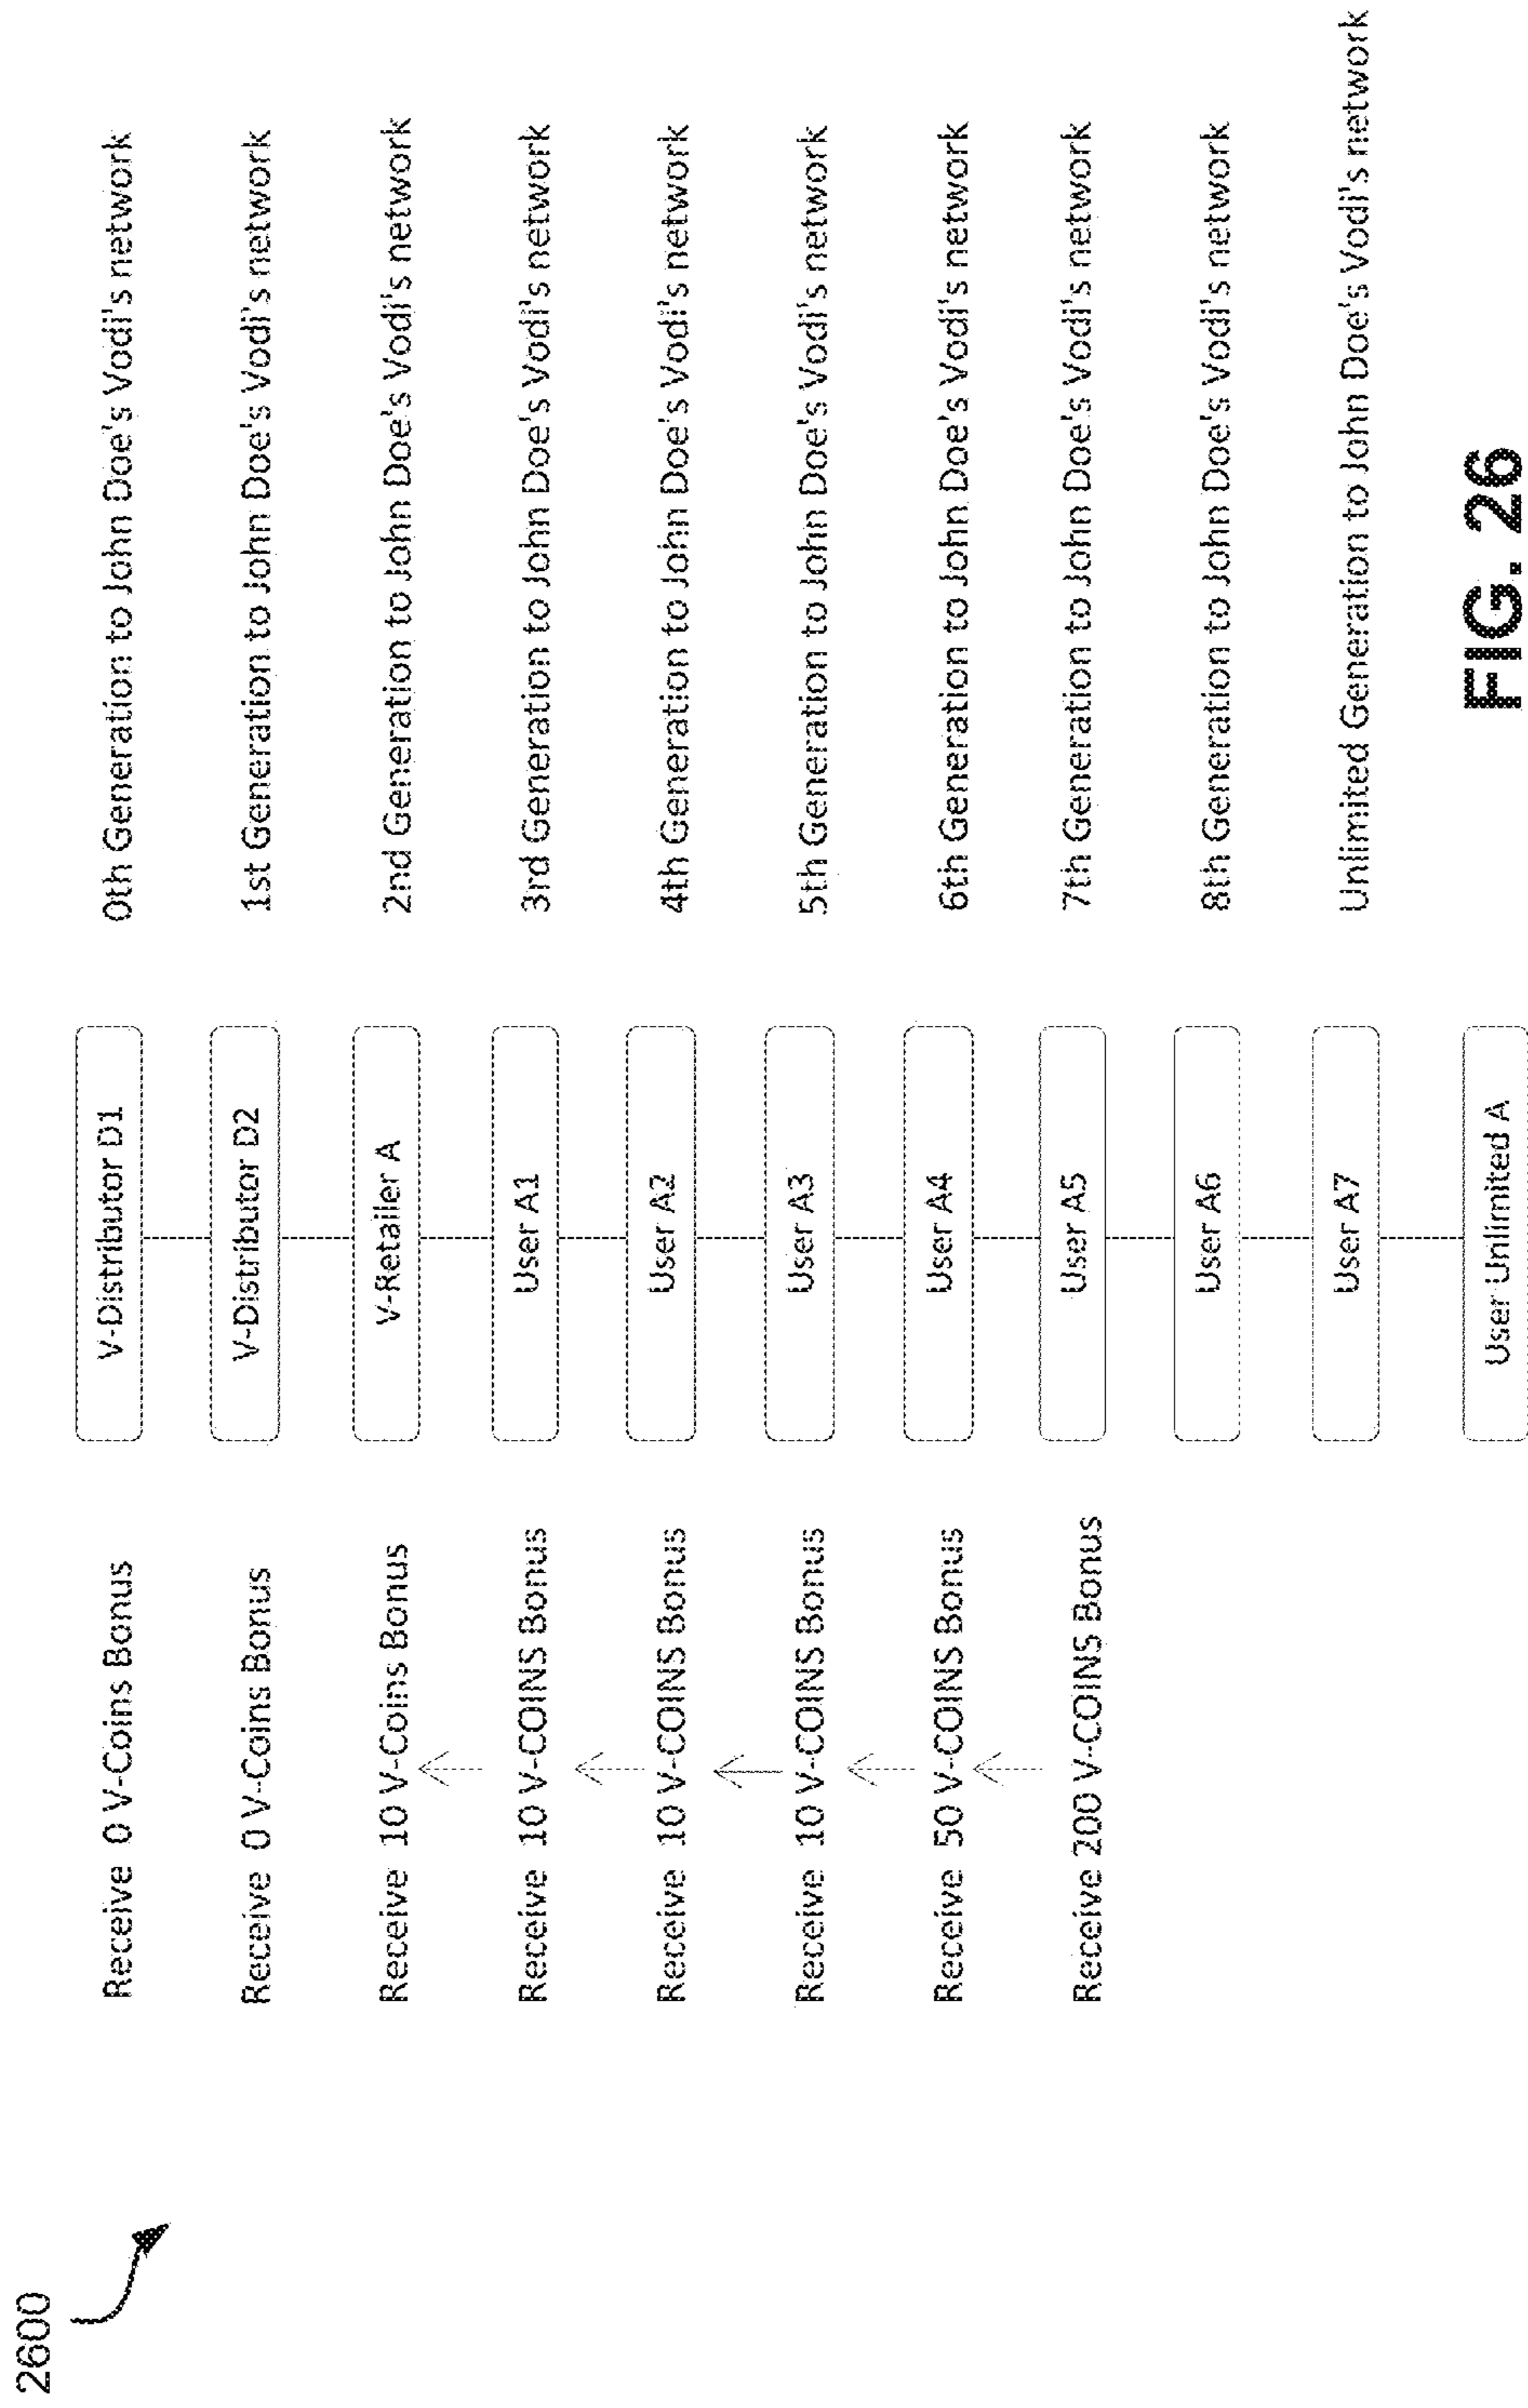 2600
Receive 0 V-Coins Bonus
V-Distributor D1
0th Generation to John Doe's Vodi's network
Receive 0 V-Coins Bonus
V-Distributor D2
1st Generation to John Doe's Vodi's network
Receive 10 V-Coins Bonus
V-Retailer A
2nd Generation to John Doe's Vodi's network
Receive 10 V-COINS Bonus
User A1
3rd Generation to John Doe's Vodi's network
Receive 10 V-COINS Bonus
User A2
4th Generation to John Doe's Vodi's network
Receive 10 V-COINS Bonus
User A3
5th Generation to John Doe's Vodi's network
Receive 50 V-COINS Bonus
User A4
6th Generation to John Doe's Vodi's network
Receive 200 V-COINS Bonus
User A5
7th Generation to John Doe's Vodi's network
User A6
8th Generation to John Doe's Vodi's network
User A7
Unlimited Generation to John Doe's Vodi's network
User Unlimited A
FIG. 26